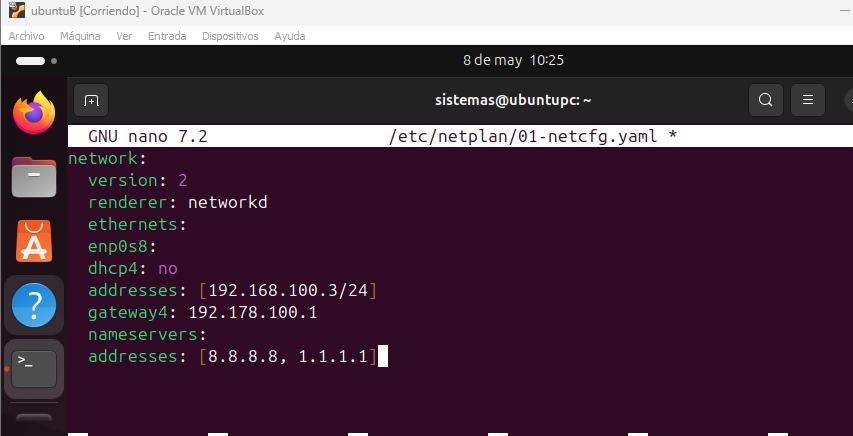 ubuntuB [Corriendo] - Oracle VM VirtualBox
Archivo Máquina Ver Entrada Dispositivos Ayuda
8 de may 10:25
sistemas@ubuntupc: ~
GNU nano 7.2 /etc/netplan/01-netcfg.yaml *
network:
  version: 2
  renderer: networkd
  ethernets:
  enp0s8:
  dhcp4: no
  addresses: [192.168.100.3/24]
  gateway4: 192.178.100.1
  nameservers:
  addresses: [8.8.8.8, 1.1.1.1]